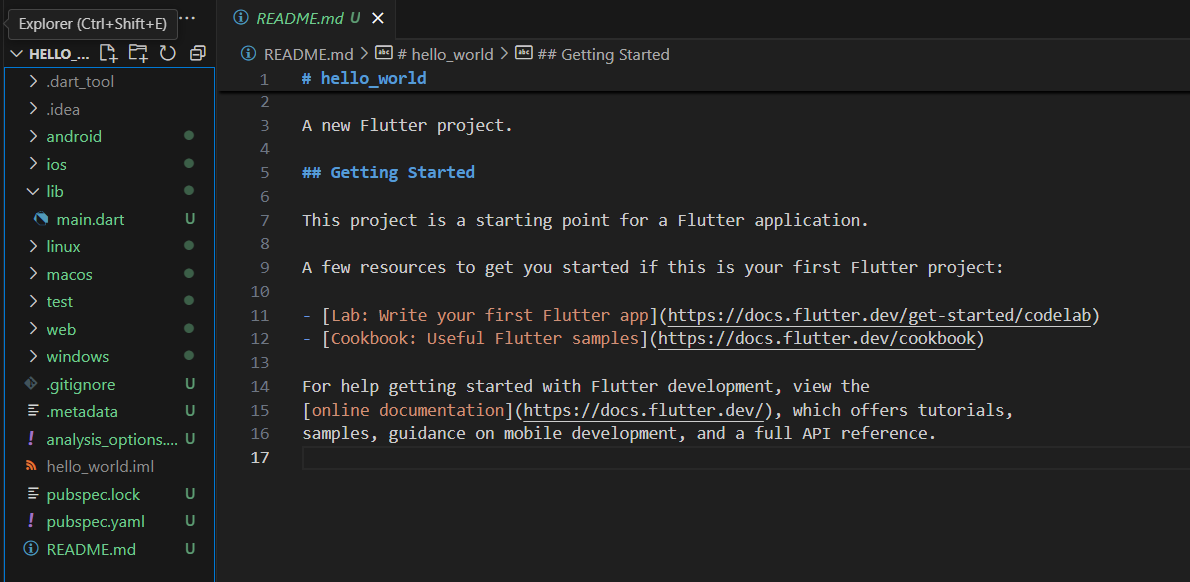 Explorer (Ctrl+Shift+E)
···
HELLO_...
.dart_tool
.idea
android
ios
lib
main.dart U
linux
macos
test
web
windows
.gitignore U
.metadata U
analysis_options.... U
hello_world.iml
pubspec.lock U
pubspec.yaml U
README.md U
README.md U
README.md > abc # hello_world > abc ## Getting Started
1 # hello_world
2
3 A new Flutter project.
4
5 ## Getting Started
6
7 This project is a starting point for a Flutter application.
8
9 A few resources to get you started if this is your first Flutter project:
10
11 - [Lab: Write your first Flutter app](https://docs.flutter.dev/get-started/codelab)
12 - [Cookbook: Useful Flutter samples](https://docs.flutter.dev/cookbook)
13
14 For help getting started with Flutter development, view the
15 [online documentation](https://docs.flutter.dev/), which offers tutorials,
16 samples, guidance on mobile development, and a full API reference.
17